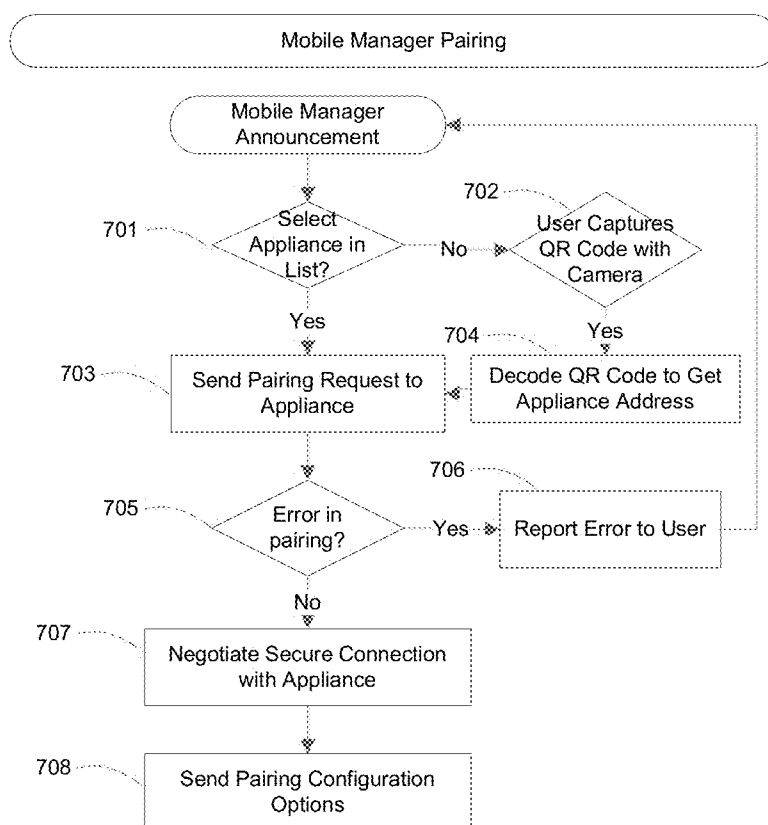 Mobile Manager Pairing
Mobile Manager
Announcement
702
701
Select
Appliance in
List?
No
User Captures
QR Code with
Camera
Yes
Yes
704
703
Send Pairing Request to
Appliance
Decode QR Code to Get
Appliance Address
706
705
Error in
pairing?
Yes
Report Error to User
No
707
Negotiate Secure Connection
with Appliance
708
Send Pairing Configuration
Options